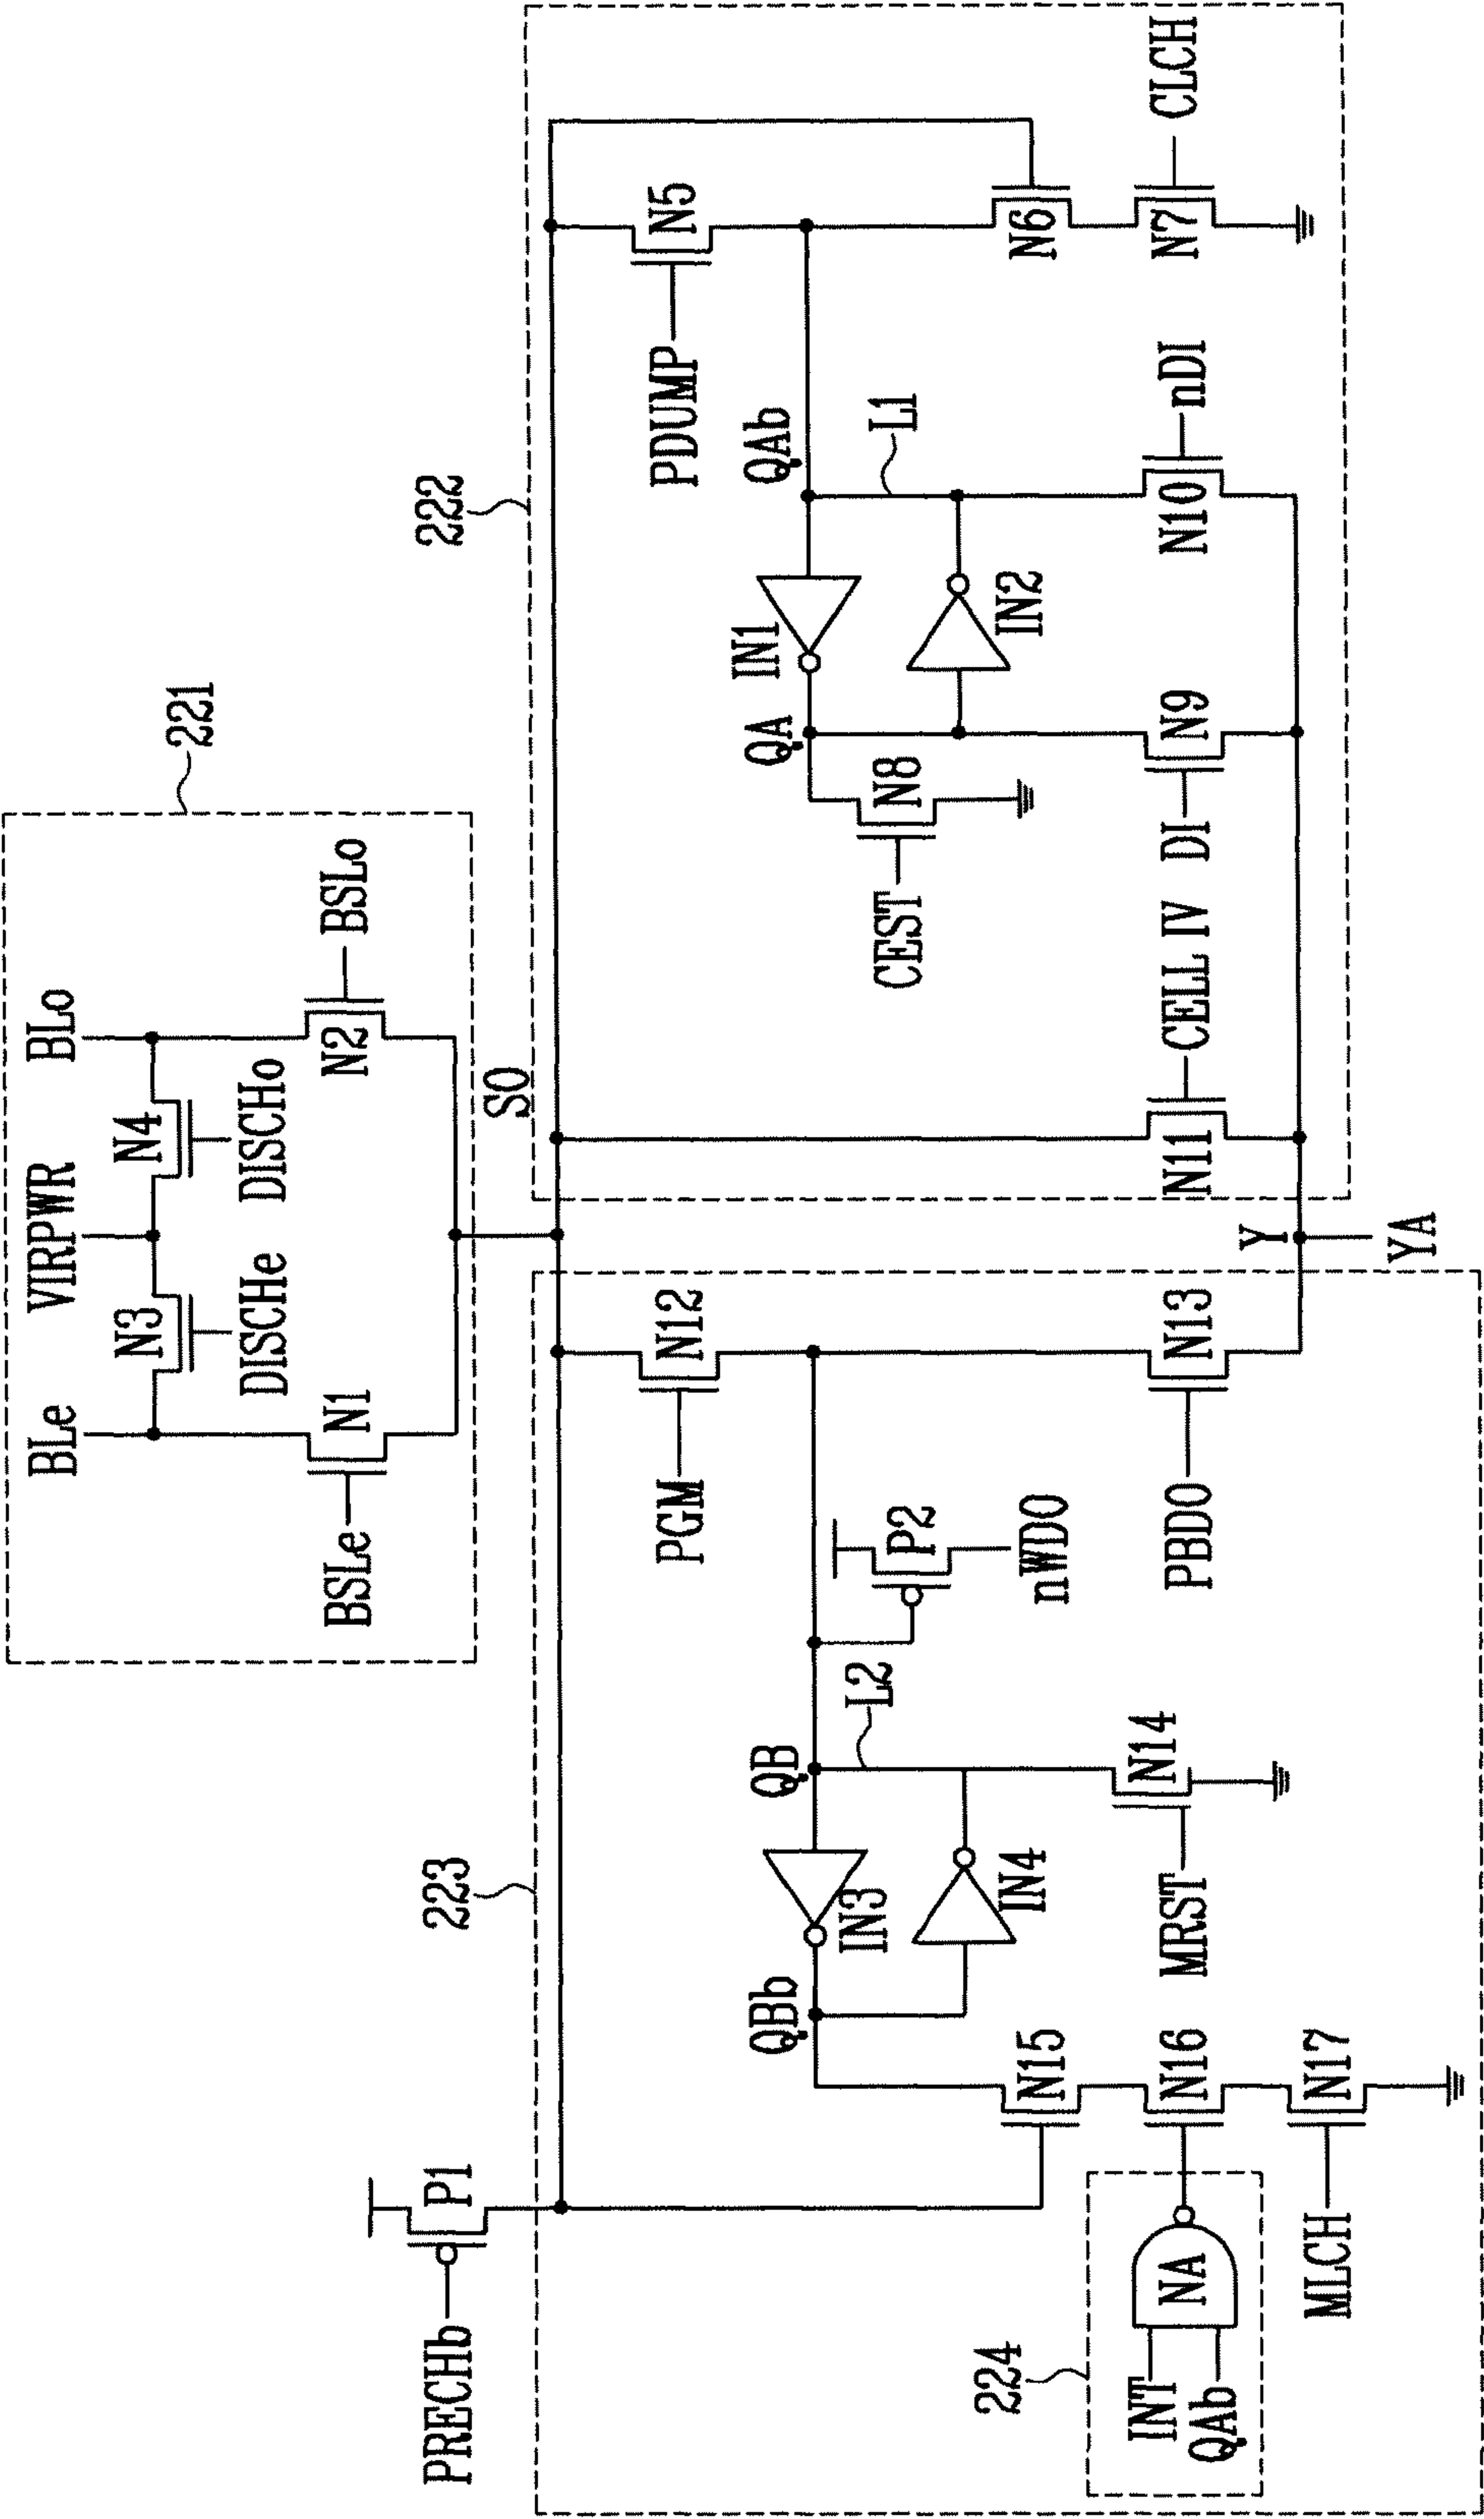 221
BLe
VIRPWR
BLo
N3
N4
DISCHe
DISCHo
BSLe
N1
N2
BSLo
SO
PRECHb
P1
223
222
PGM
N12
PDUMP
N5
QBb
QB
QA
QAb
IN3
IN1
L2
P2
L1
IN4
N8
IN2
nWDO
CEST
N15
N6
224
INT
QAb
NA
N16
MRST
N14
PBDO
N13
N11
CELL IV
DI
N9
N10
nDI
N7
CLCH
MLCH
N17
Y
YA